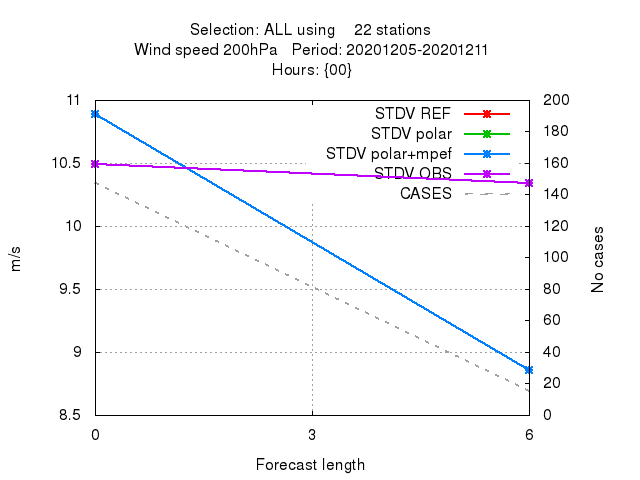 Selection: ALL using 22 stations
Wind speed 200hPa Period: 20201205-20201211
Hours: {00}
11
10.5
10
9.5
9
8.5
m/s
STDV REF
STDV polar
STDV polar+mpef
STDV OBS
CASES
200
180
160
140
120
100
80
60
40
20
0
No cases
0 3 6
Forecast length